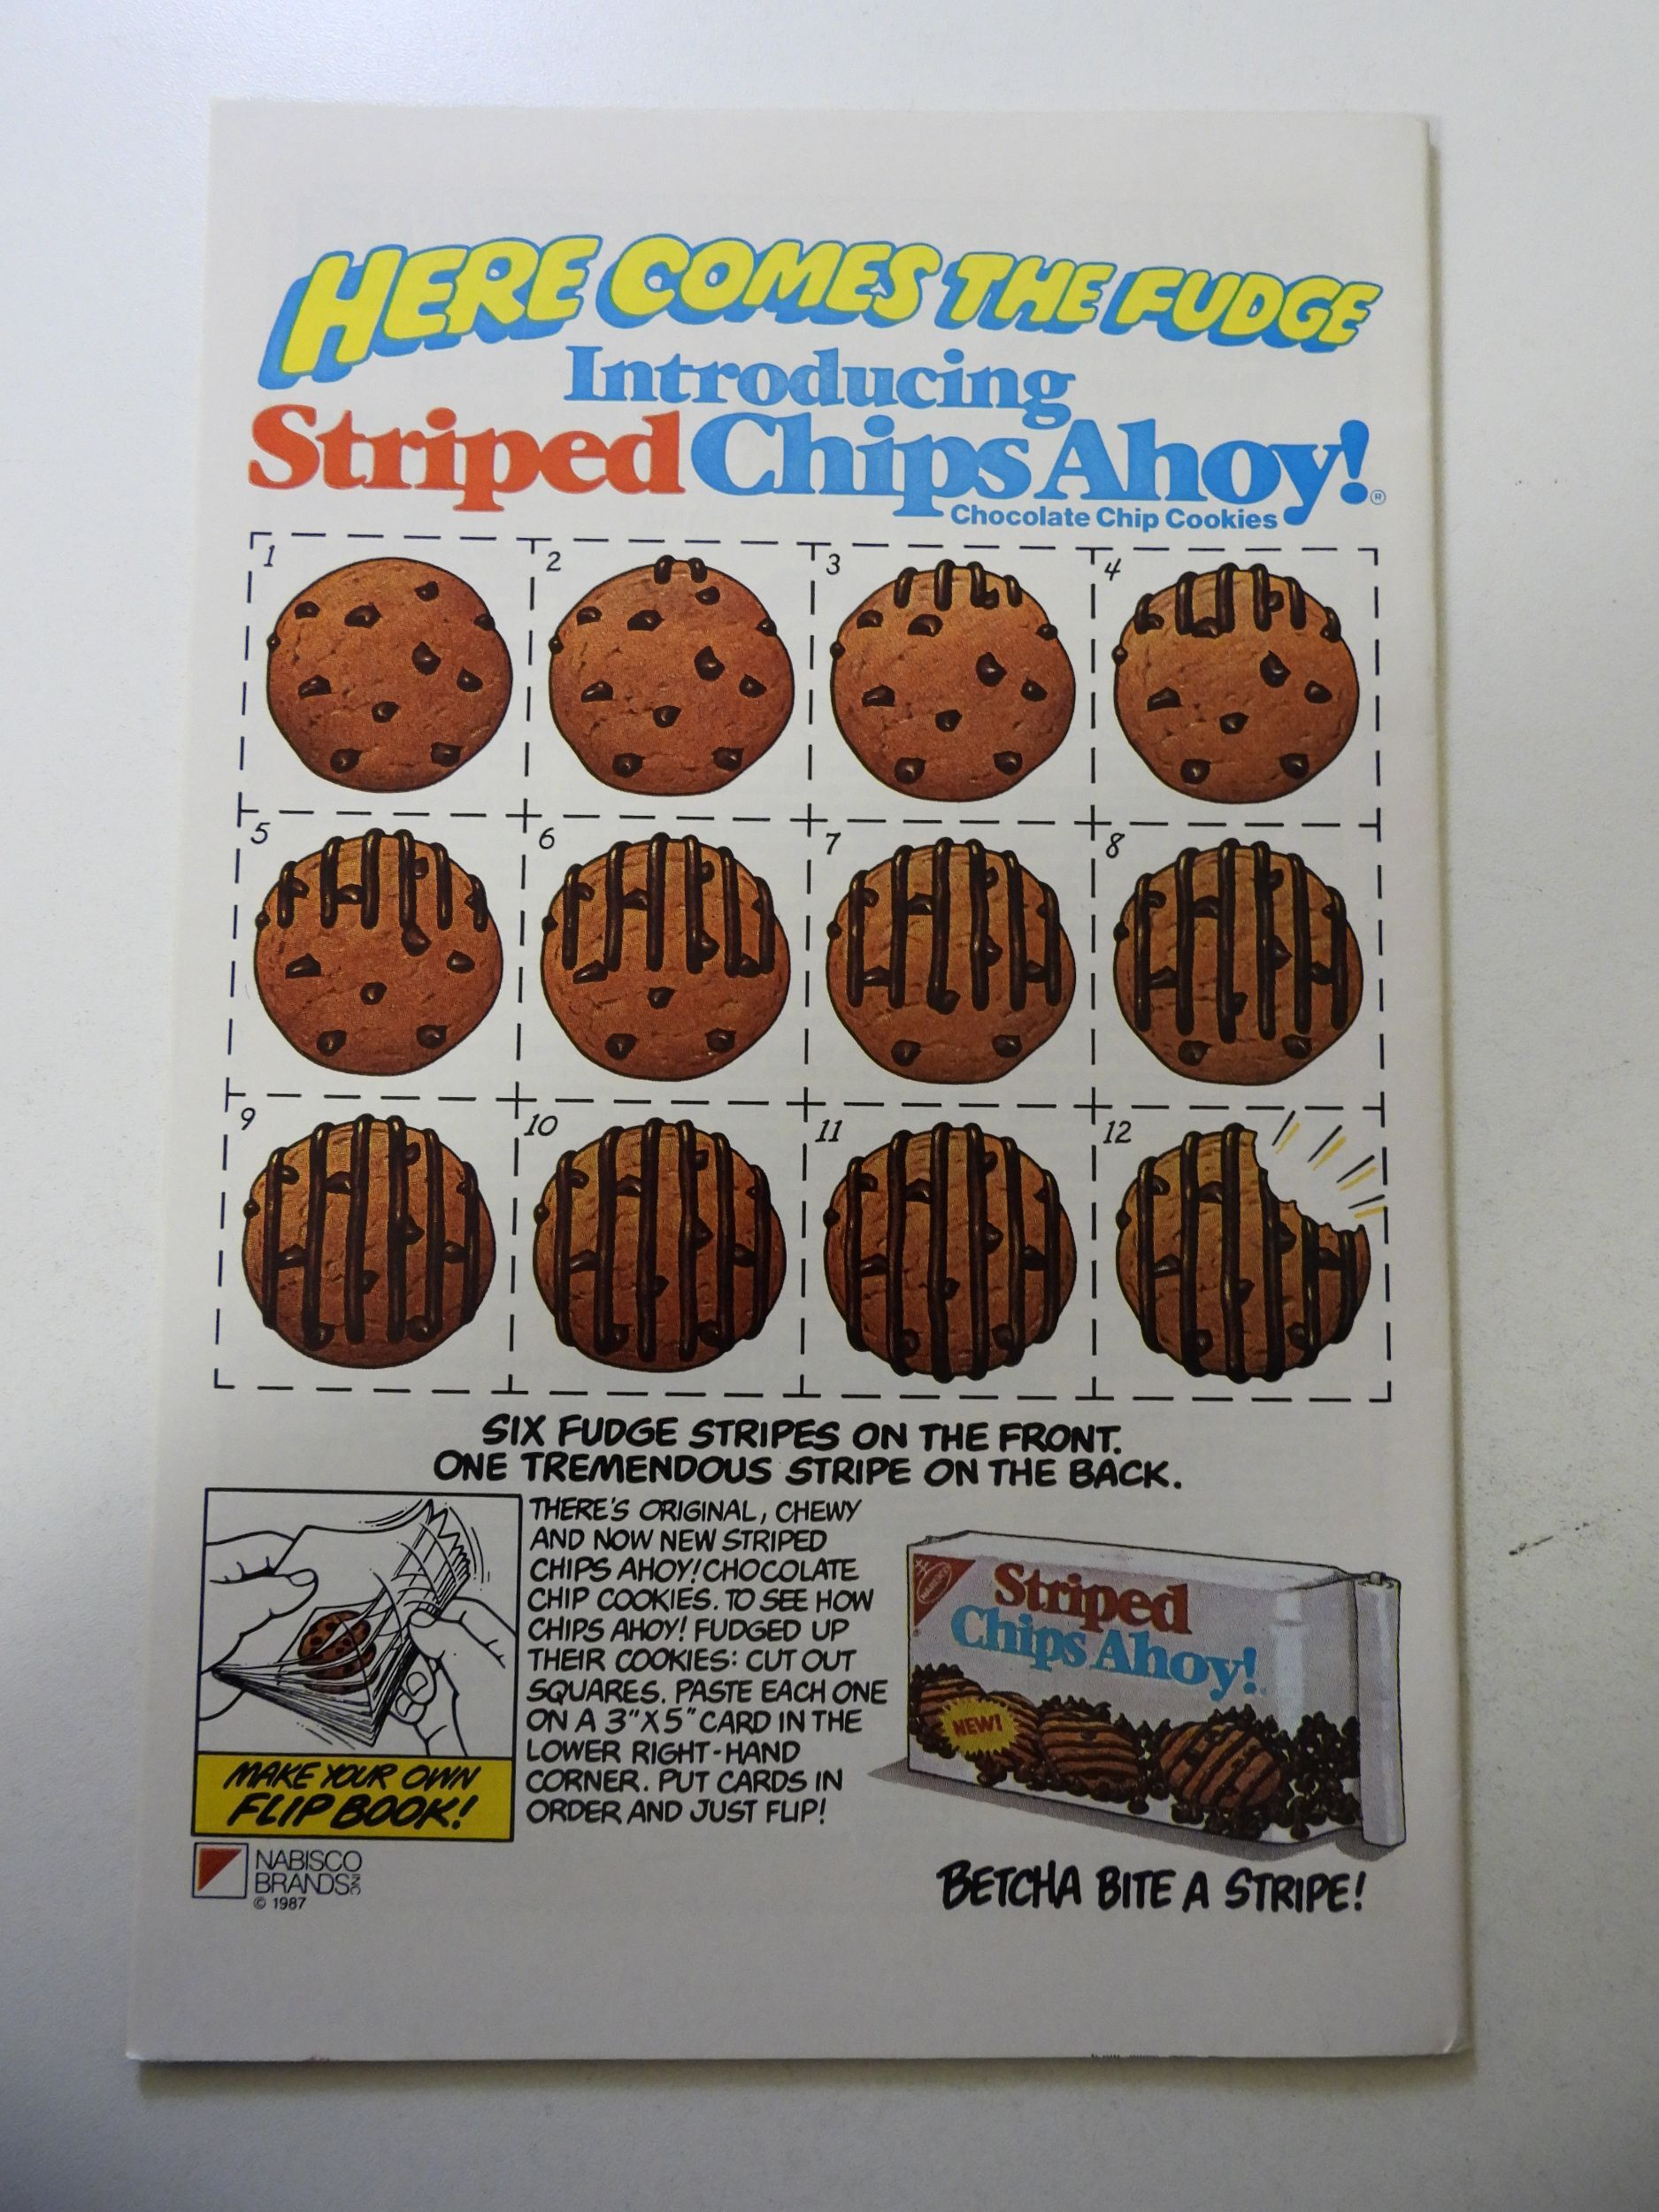 HERE COMES THE FUDGE
Introducing
Striped Chips Ahoy!®
Chocolate Chip Cookies
1
2
3
4
5
6
7
8
9
10
11
12
SIX FUDGE STRIPES ON THE FRONT.
ONE TREMENDOUS STRIPE ON THE BACK.
MAKE YOUR OWN
FLIP BOOK!
THERE'S ORIGINAL, CHEWY
AND NOW NEW STRIPED
CHIPS AHOY! CHOCOLATE
CHIP COOKIES. TO SEE HOW
CHIPS AHOY! FUDGED UP
THEIR COOKIES: CUT OUT
SQUARES. PASTE EACH ONE
ON A 3"X5" CARD IN THE
LOWER RIGHT-HAND
CORNER. PUT CARDS IN
ORDER AND JUST FLIP!
NABISCO
Striped
Chips Ahoy!
NEW!
BETCHA BITE A STRIPE!
NABISCO
BRANDS INC
© 1987